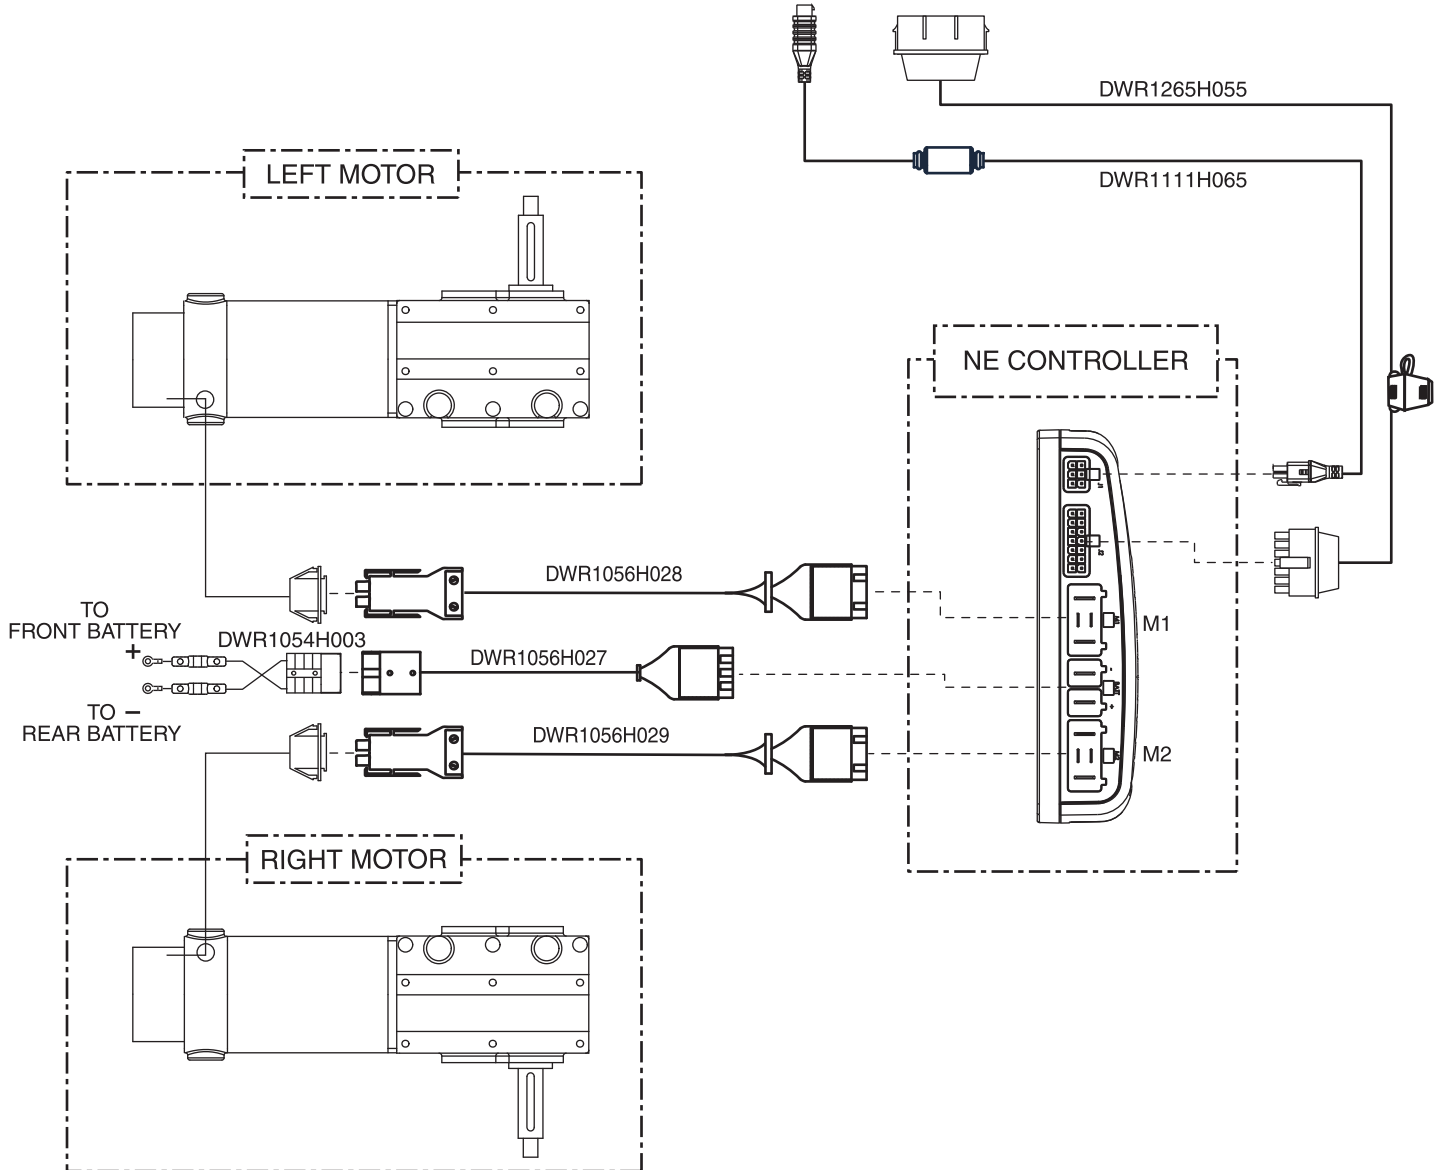 DWR1265H055
LEFT MOTOR
DWR1111H065
NE CONTROLLER
DWR1056H028
TO
FRONT BATTERY
+
DWR1054H003
DWR1056H027
M1
TO −
REAR BATTERY
DWR1056H029
M2
RIGHT MOTOR
-
BATT
+